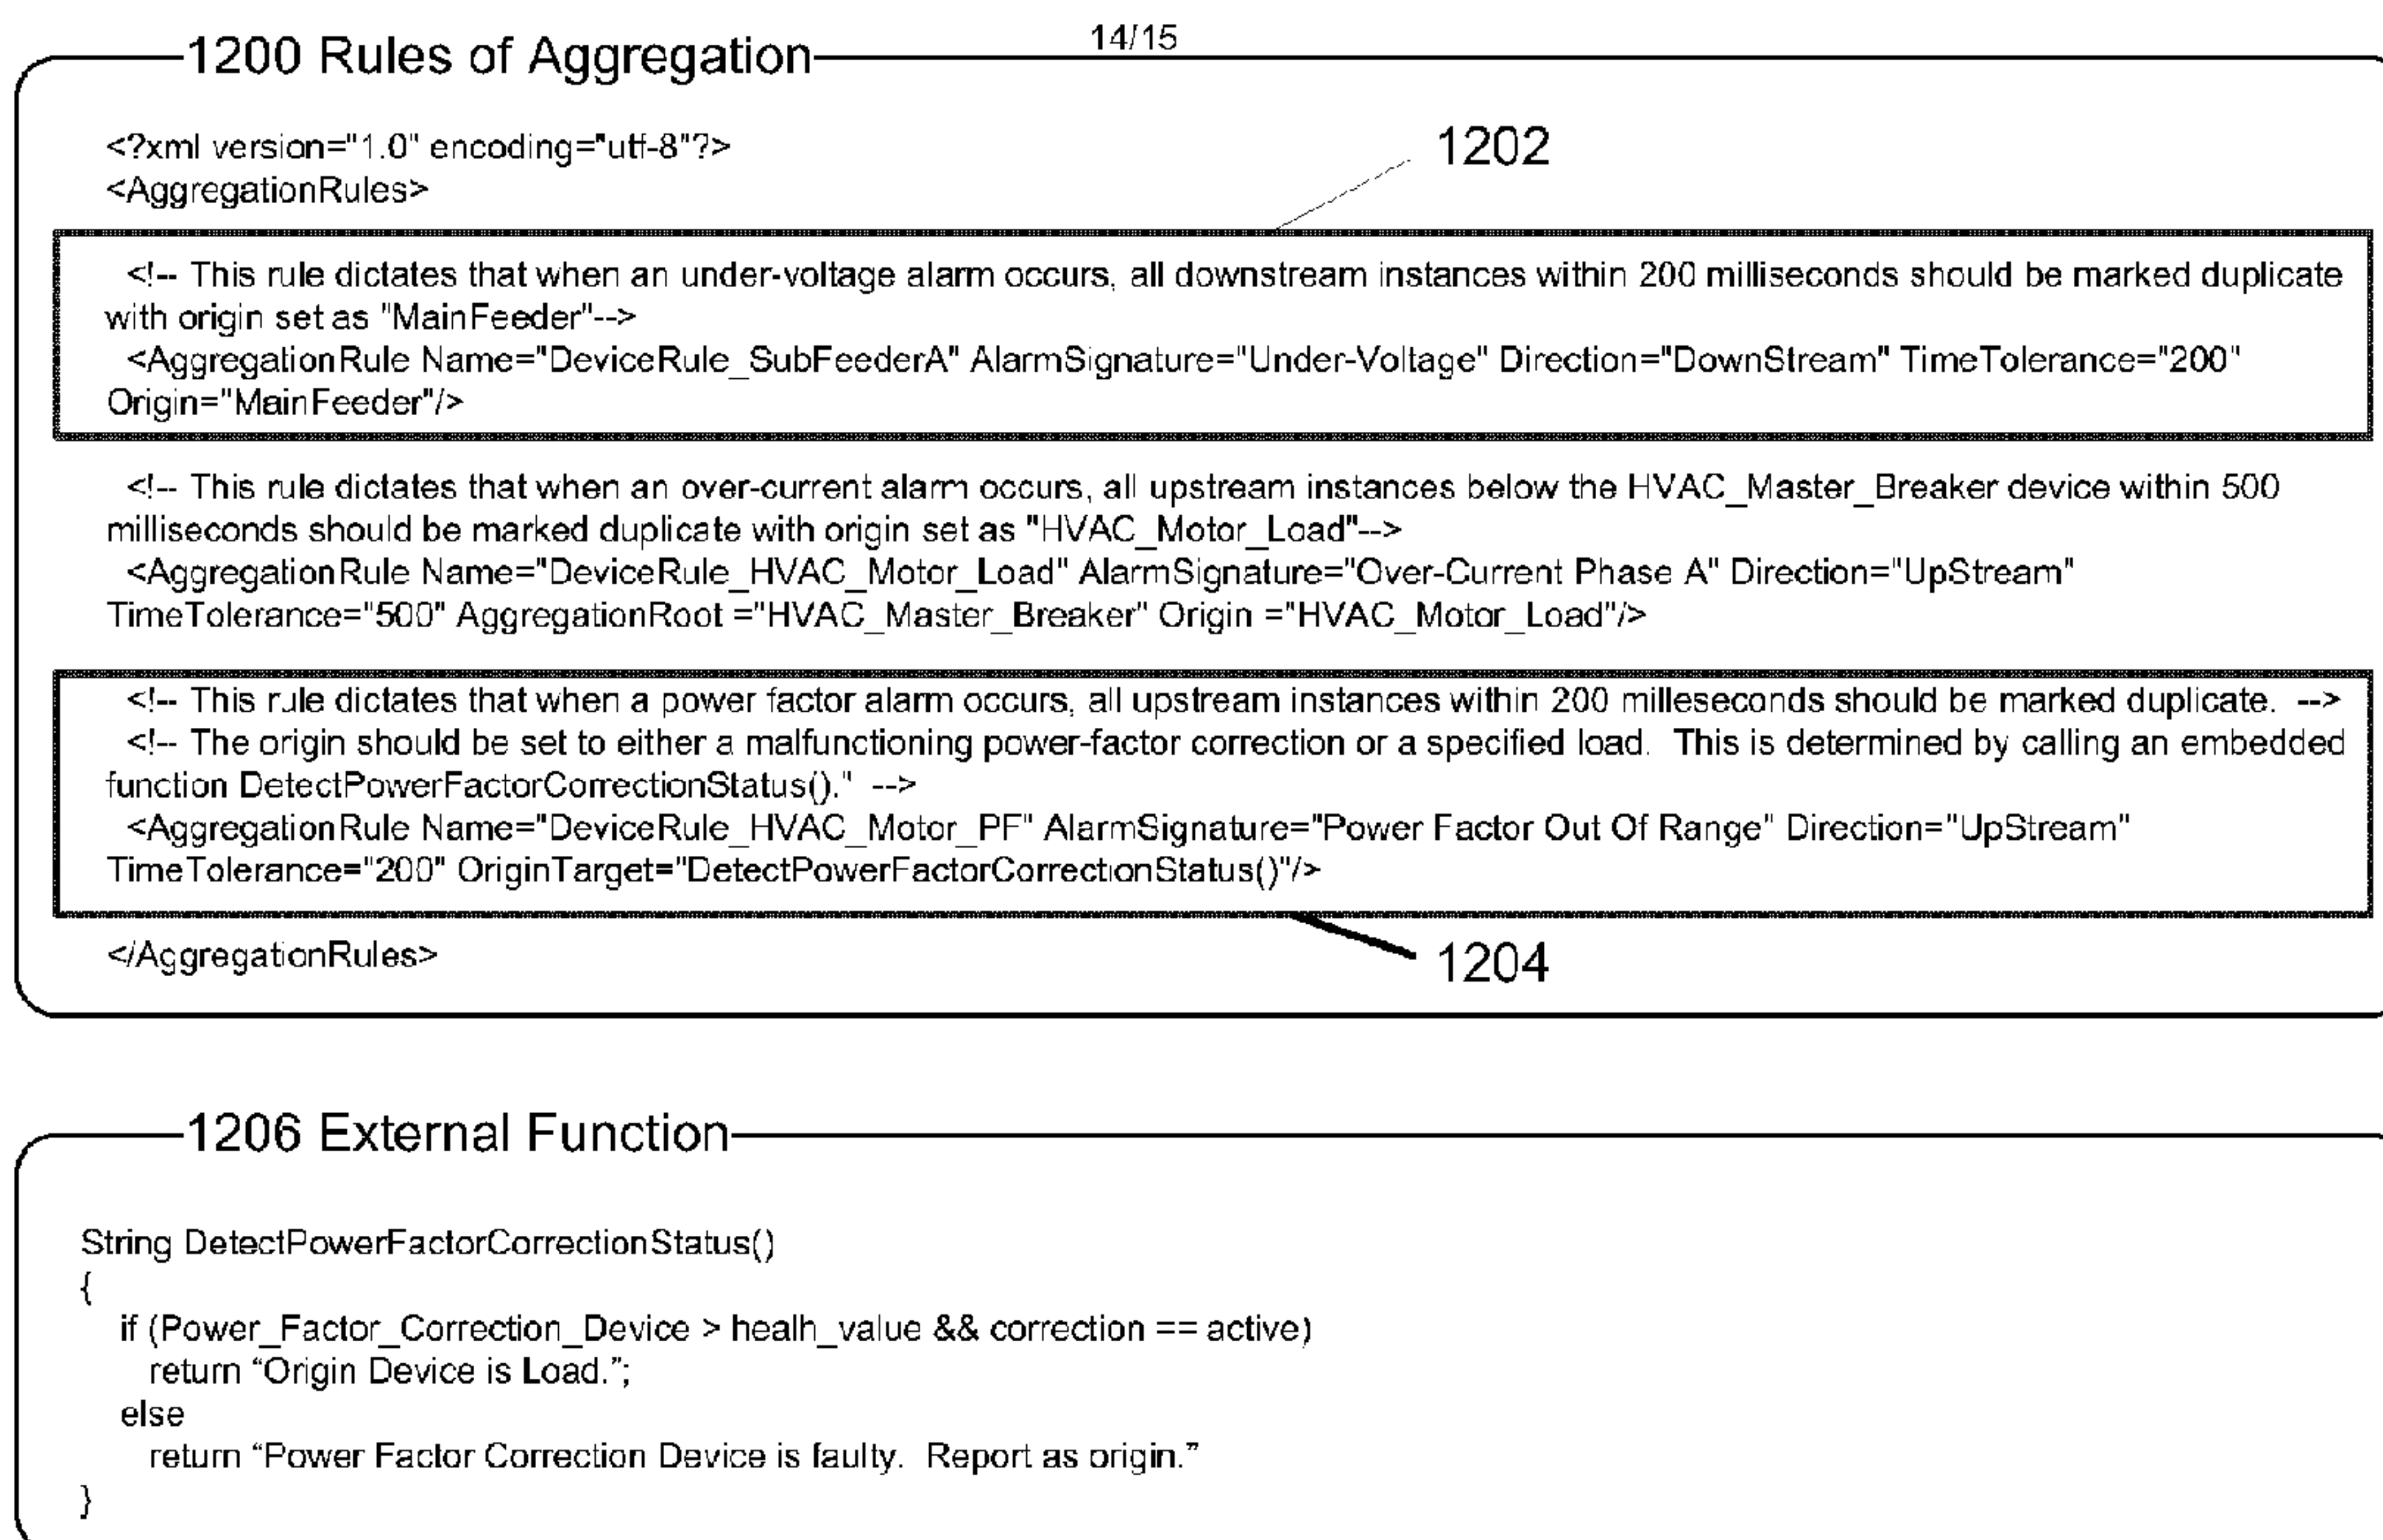 14/15
1200 Rules of Aggregation
<?xml version="1.0" encoding="utf-8"?>
1202
<AggregationRules>
<!-- This rule dictates that when an under-voltage alarm occurs, all downstream instances within 200 milliseconds should be marked duplicate
with origin set as "MainFeeder"-->
<AggregationRule Name="DeviceRule_SubFeederA" AlarmSignature="Under-Voltage" Direction="DownStream" TimeTolerance="200"
Origin="MainFeeder"/>
<!-- This rule dictates that when an over-current alarm occurs, all upstream instances below the HVAC_Master_Breaker device within 500
milliseconds should be marked duplicate with origin set as "HVAC_Motor_Load"-->
<AggregationRule Name="DeviceRule_HVAC_Motor_Load" AlarmSignature="Over-Current Phase A" Direction="UpStream"
TimeTolerance="500" AggregationRoot ="HVAC_Master_Breaker" Origin ="HVAC_Motor_Load"/>
<!-- This rule dictates that when a power factor alarm occurs, all upstream instances within 200 milleseconds should be marked duplicate. -->
<!-- The origin should be set to either a malfunctioning power-factor correction or a specified load. This is determined by calling an embedded
function DetectPowerFactorCorrectionStatus()." -->
<AggregationRule Name="DeviceRule_HVAC_Motor_PF" AlarmSignature="Power Factor Out Of Range" Direction="UpStream"
TimeTolerance="200" OriginTarget="DetectPowerFactorCorrectionStatus()"/>
</AggregationRules>
1204
1206 External Function
String DetectPowerFactorCorrectionStatus()
{
if (Power_Factor_Correction_Device > healh_value && correction == active)
return “Origin Device is Load.”;
else
return “Power Factor Correction Device is faulty. Report as origin.”
}